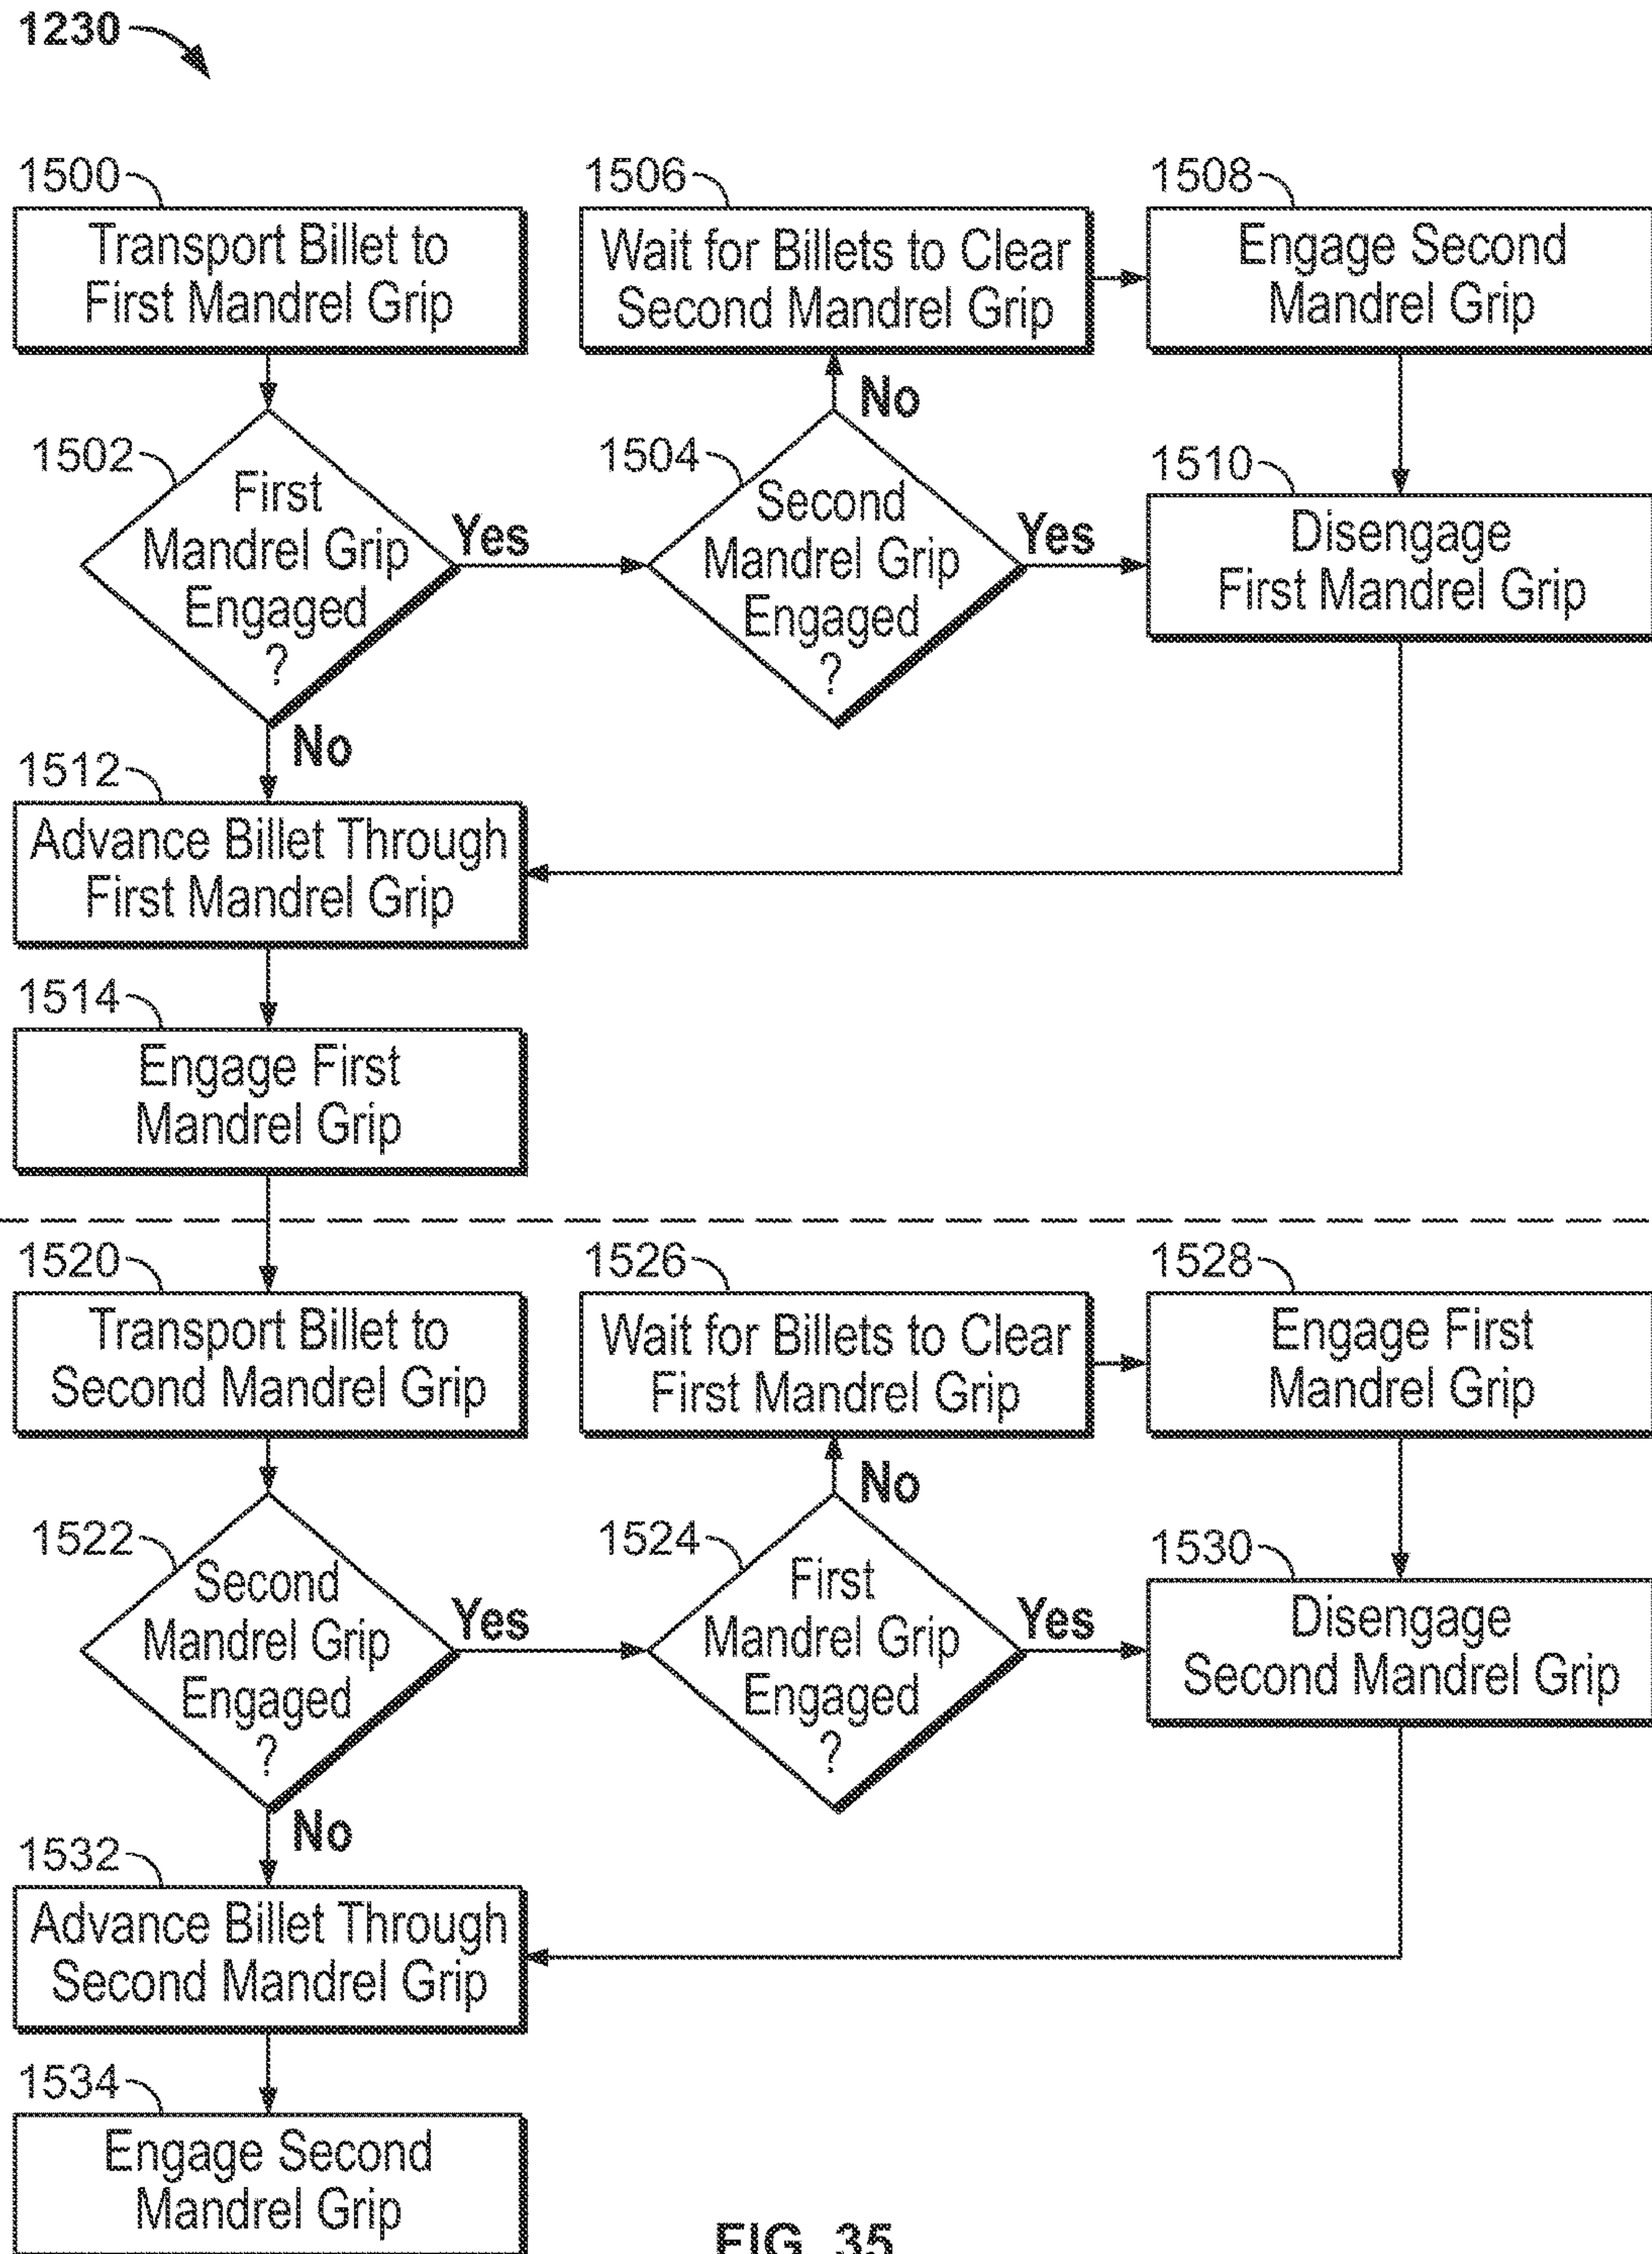 1230
1500
Transport Billet to
First Mandrel Grip
1506
Wait for Billets to Clear
Second Mandrel Grip
1508
Engage Second
Mandrel Grip
1502
First
Mandrel Grip
Engaged
?
Yes
No
1504
Second
Mandrel Grip
Engaged
?
No
Yes
1510
Disengage
First Mandrel Grip
1512
Advance Billet Through
First Mandrel Grip
1514
Engage First
Mandrel Grip
1520
Transport Billet to
Second Mandrel Grip
1526
Wait for Billets to Clear
First Mandrel Grip
1528
Engage First
Mandrel Grip
1522
Second
Mandrel Grip
Engaged
?
Yes
No
1524
First
Mandrel Grip
Engaged
?
No
Yes
1530
Disengage
Second Mandrel Grip
1532
Advance Billet Through
Second Mandrel Grip
1534
Engage Second
Mandrel Grip
FIG. 35